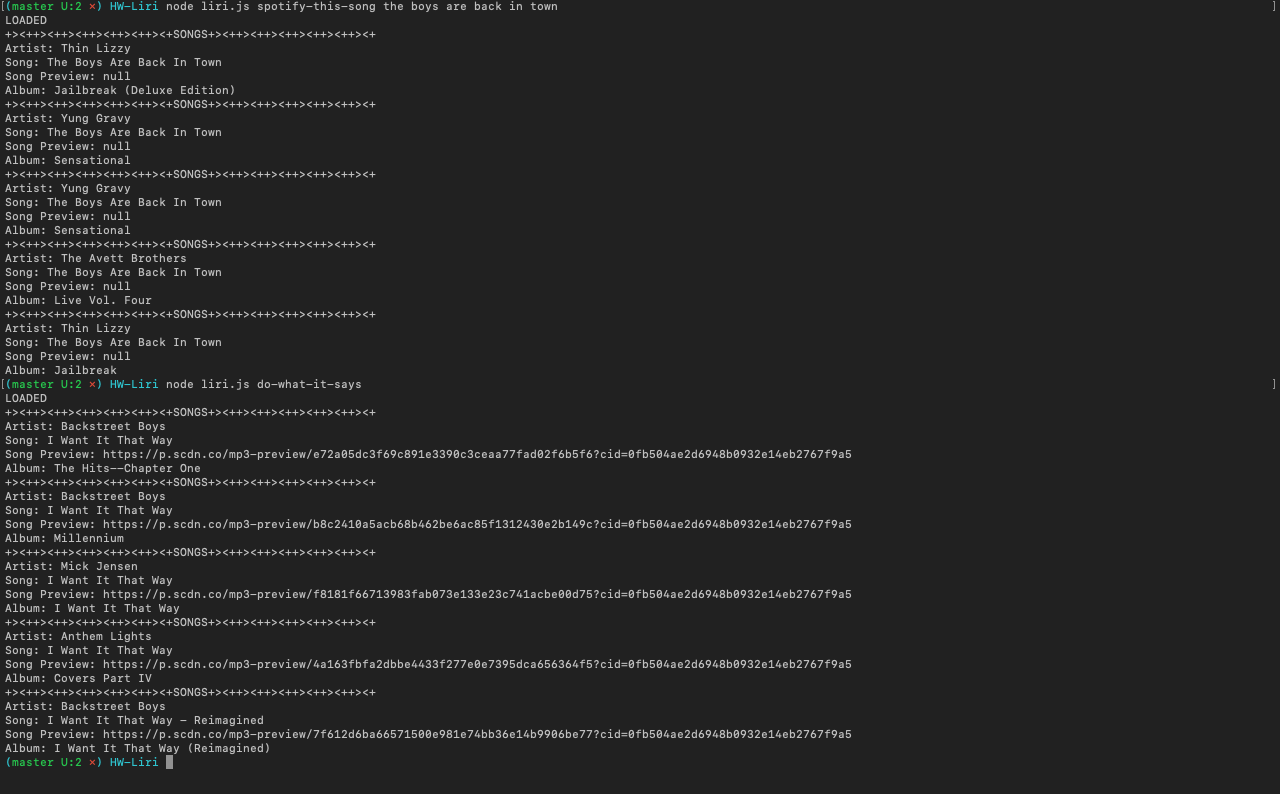 [(master U:2 ×) HW-Liri node liri.js spotify-this-song the boys are back in town ]
LOADED
+><++><++><++><++><++><+SONGS+><++><++><++><++><++><+
Artist: Thin Lizzy
Song: The Boys Are Back In Town
Song Preview: null
Album: Jailbreak (Deluxe Edition)
+><++><++><++><++><++><+SONGS+><++><++><++><++><++><+
Artist: Yung Gravy
Song: The Boys Are Back In Town
Song Preview: null
Album: Sensational
+><++><++><++><++><++><+SONGS+><++><++><++><++><++><+
Artist: Yung Gravy
Song: The Boys Are Back In Town
Song Preview: null
Album: Sensational
+><++><++><++><++><++><+SONGS+><++><++><++><++><++><+
Artist: The Avett Brothers
Song: The Boys Are Back In Town
Song Preview: null
Album: Live Vol. Four
+><++><++><++><++><++><+SONGS+><++><++><++><++><++><+
Artist: Thin Lizzy
Song: The Boys Are Back In Town
Song Preview: null
Album: Jailbreak
[(master U:2 ×) HW-Liri node liri.js do-what-it-says ]
LOADED
+><++><++><++><++><++><+SONGS+><++><++><++><++><++><+
Artist: Backstreet Boys
Song: I Want It That Way
Song Preview: https://p.scdn.co/mp3-preview/e72a05dc3f69c891e3390c3ceaa77fad02f6b5f6?cid=0fb504ae2d6948b0932e14eb2767f9a5
Album: The Hits--Chapter One
+><++><++><++><++><++><+SONGS+><++><++><++><++><++><+
Artist: Backstreet Boys
Song: I Want It That Way
Song Preview: https://p.scdn.co/mp3-preview/b8c2410a5acb68b462be6ac85f1312430e2b149c?cid=0fb504ae2d6948b0932e14eb2767f9a5
Album: Millennium
+><++><++><++><++><++><+SONGS+><++><++><++><++><++><+
Artist: Mick Jensen
Song: I Want It That Way
Song Preview: https://p.scdn.co/mp3-preview/f8181f66713983fab073e133e23c741acbe00d75?cid=0fb504ae2d6948b0932e14eb2767f9a5
Album: I Want It That Way
+><++><++><++><++><++><+SONGS+><++><++><++><++><++><+
Artist: Anthem Lights
Song: I Want It That Way
Song Preview: https://p.scdn.co/mp3-preview/4a163fbfa2dbbe4433f277e0e7395dca656364f5?cid=0fb504ae2d6948b0932e14eb2767f9a5
Album: Covers Part IV
+><++><++><++><++><++><+SONGS+><++><++><++><++><++><+
Artist: Backstreet Boys
Song: I Want It That Way - Reimagined
Song Preview: https://p.scdn.co/mp3-preview/7f612d6ba66571500e981e74bb36e14b9906be77?cid=0fb504ae2d6948b0932e14eb2767f9a5
Album: I Want It That Way (Reimagined)
(master U:2 ×) HW-Liri